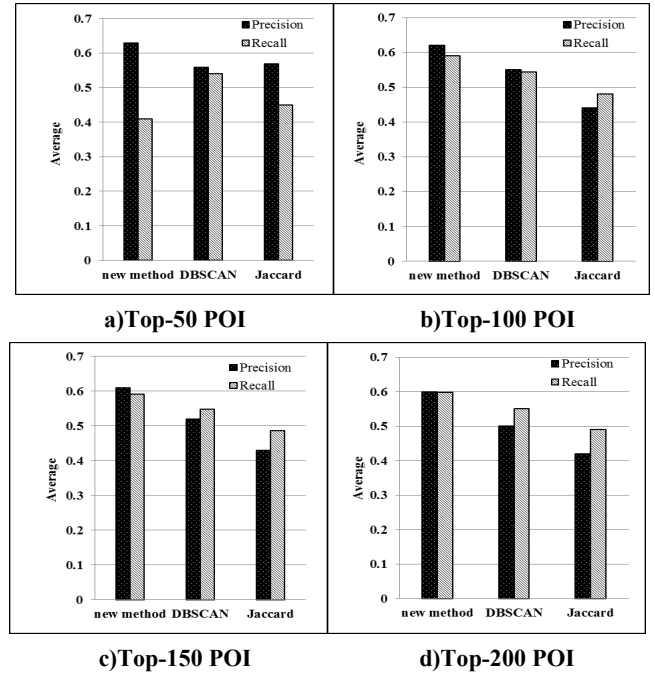 0.7
0.6
0.5
0.4
0.3
0.2
0.1
0
Average
Precision
Recall
new method DBSCAN Jaccard
a)Top-50 POI
0.7
0.6
0.5
0.4
0.3
0.2
0.1
0
Average
Precision
Recall
new method DBSCAN Jaccard
b)Top-100 POI
0.7
0.6
0.5
0.4
0.3
0.2
0.1
0
Average
Precision
Recall
new method DBSCAN Jaccard
c)Top-150 POI
0.7
0.6
0.5
0.4
0.3
0.2
0.1
0
Average
Precision
Recall
new method DBSCAN Jaccard
d)Top-200 POI